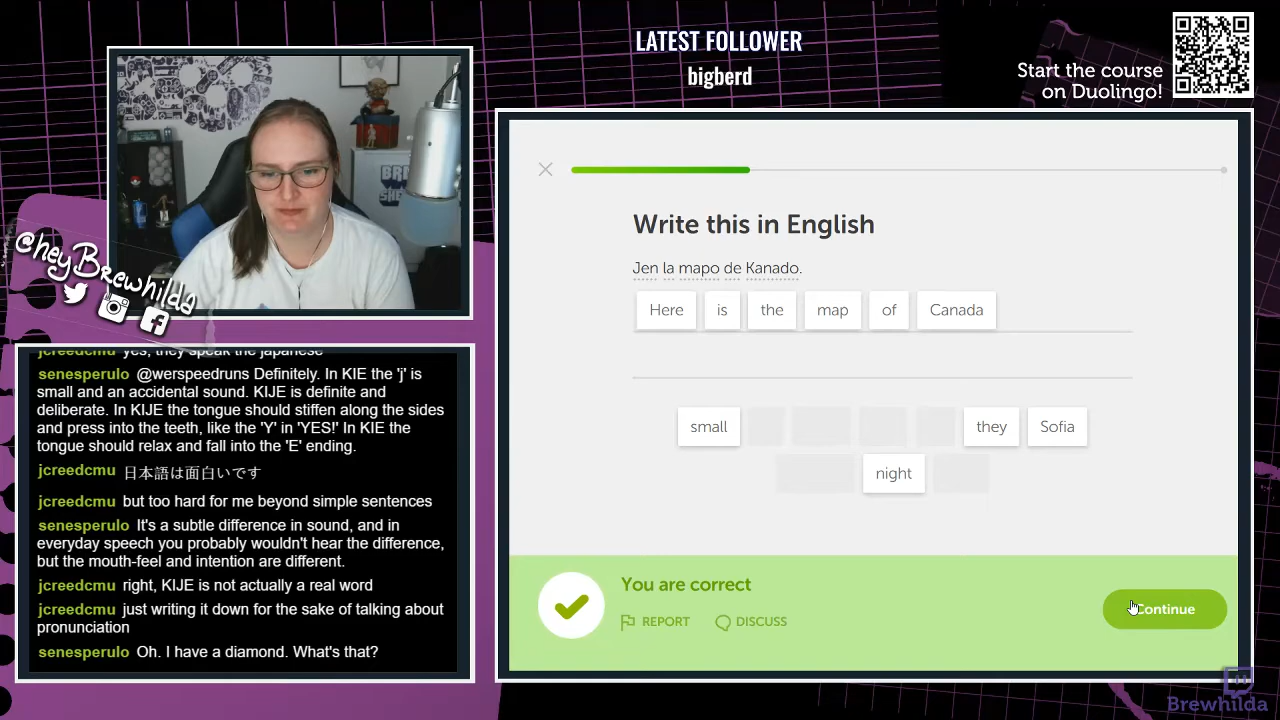 LATEST FOLLOWER
bigberd
Start the course
on Duolingo!
@heyBrewhilda
Write this in English
Jen la mapo de Kanado.
Here is the map of Canada
small they Sofia
night
You are correct
REPORT DISCUSS
Continue
jcreedcmu yes, they speak the japanese
senesperulo @werspeedruns Definitely. In KIE the 'j' is
small and an accidental sound. KIJE is definite and
deliberate. In KIJE the tongue should stiffen along the sides
and press into the teeth, like the 'Y' in 'YES!' In KIE the
tongue should relax and fall into the 'E' ending.
jcreedcmu 日本語は面白いです
jcreedcmu but too hard for me beyond simple sentences
senesperulo It's a subtle difference in sound, and in
everyday speech you probably wouldn't hear the difference,
but the mouth-feel and intention are different.
jcreedcmu right, KIJE is not actually a real word
jcreedcmu just writing it down for the sake of talking about
pronunciation
senesperulo Oh. I have a diamond. What's that?
Brewhilda